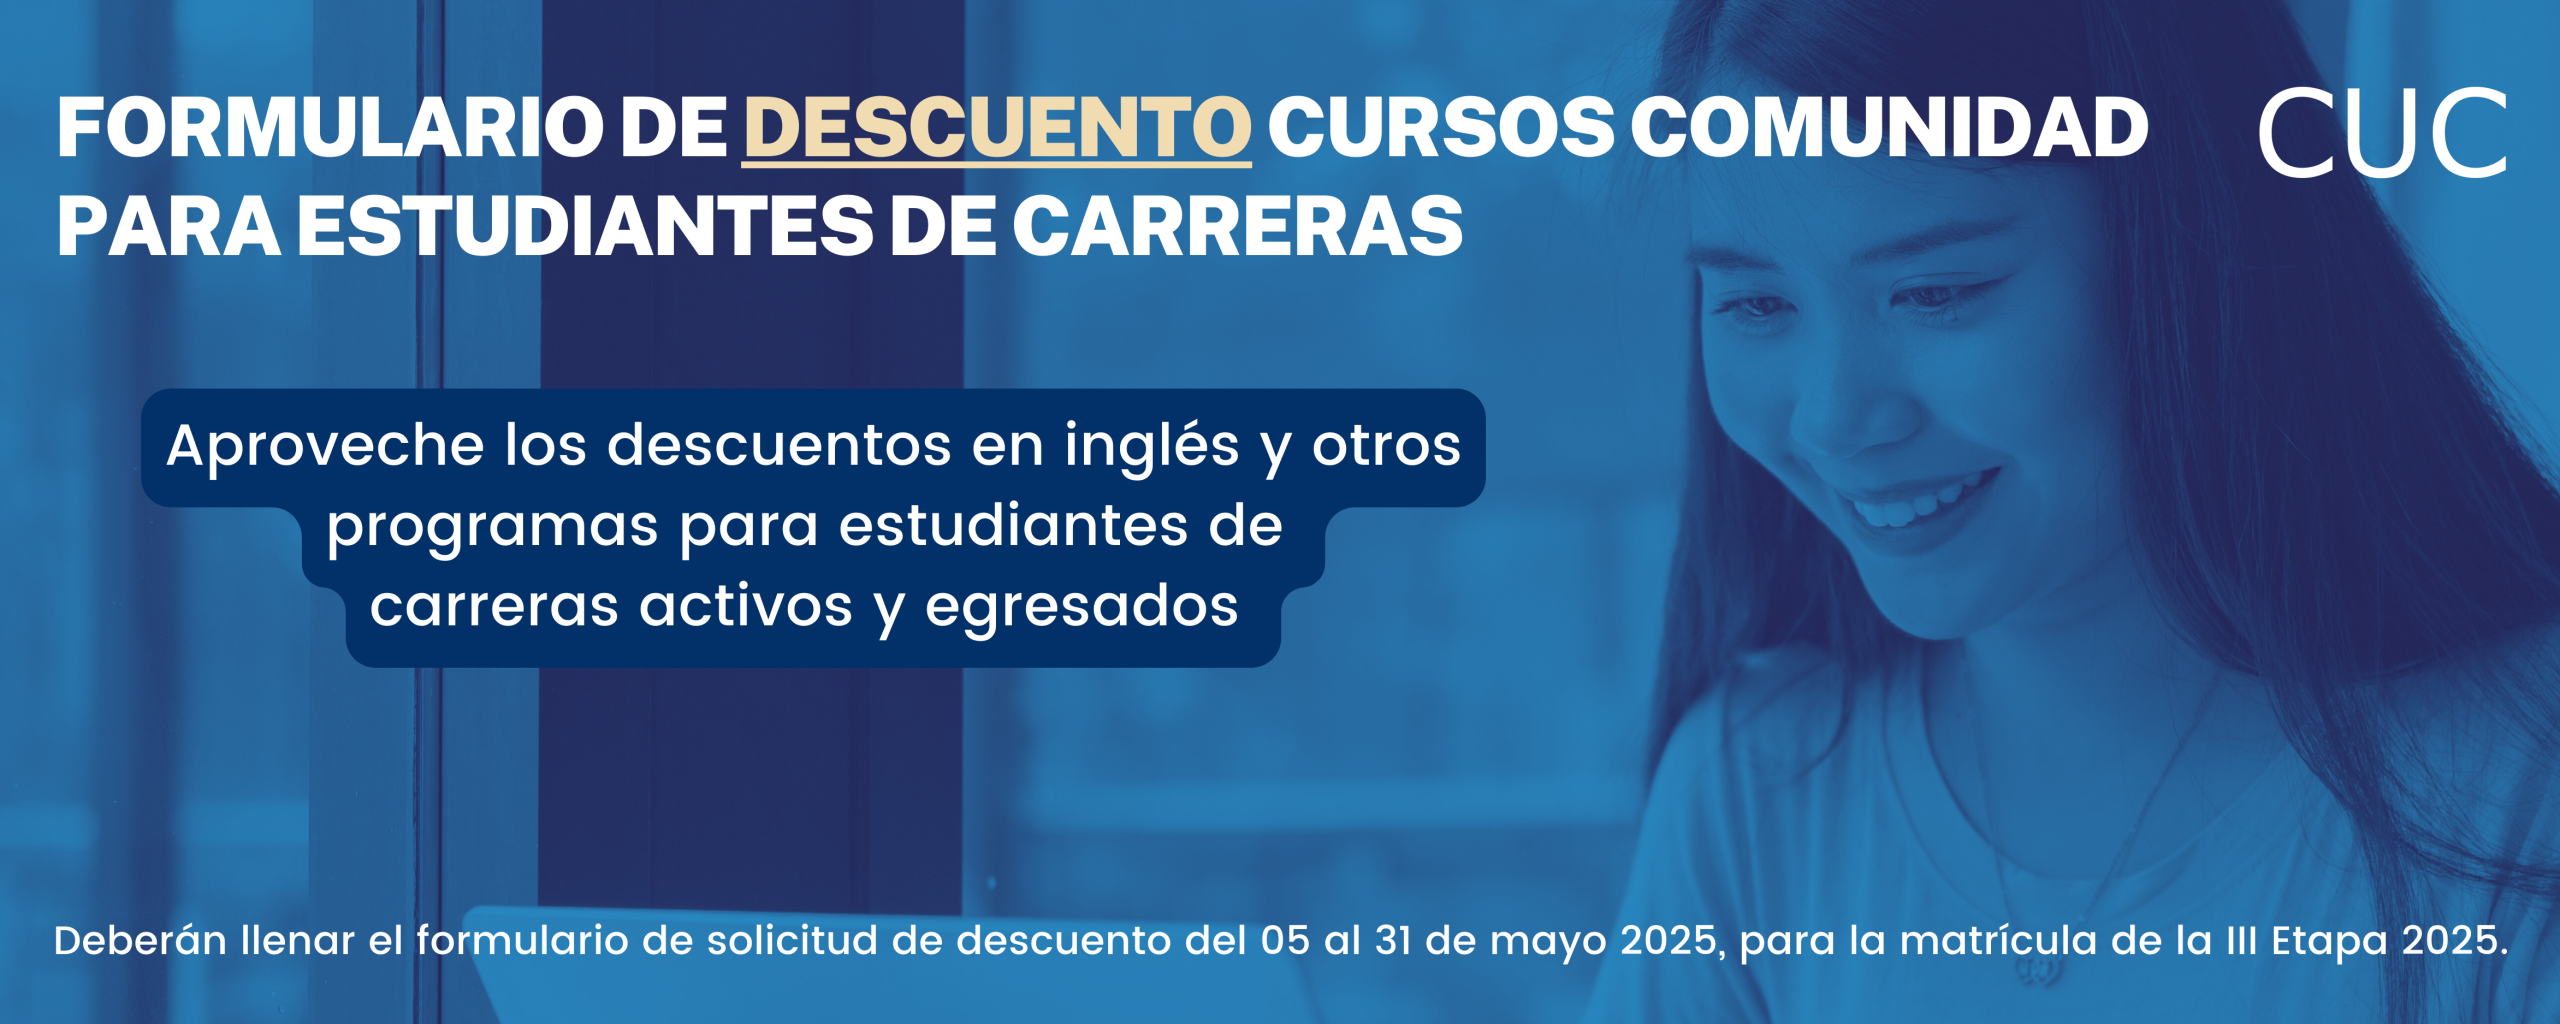 FORMULARIO DE DESCUENTO CURSOS COMUNIDAD
PARA ESTUDIANTES DE CARRERAS
CUC
Aproveche los descuentos en inglés y otros
programas para estudiantes de
carreras activos y egresados
Deberán llenar el formulario de solicitud de descuento del 05 al 31 de mayo 2025, para la matrícula de la III Etapa 2025.